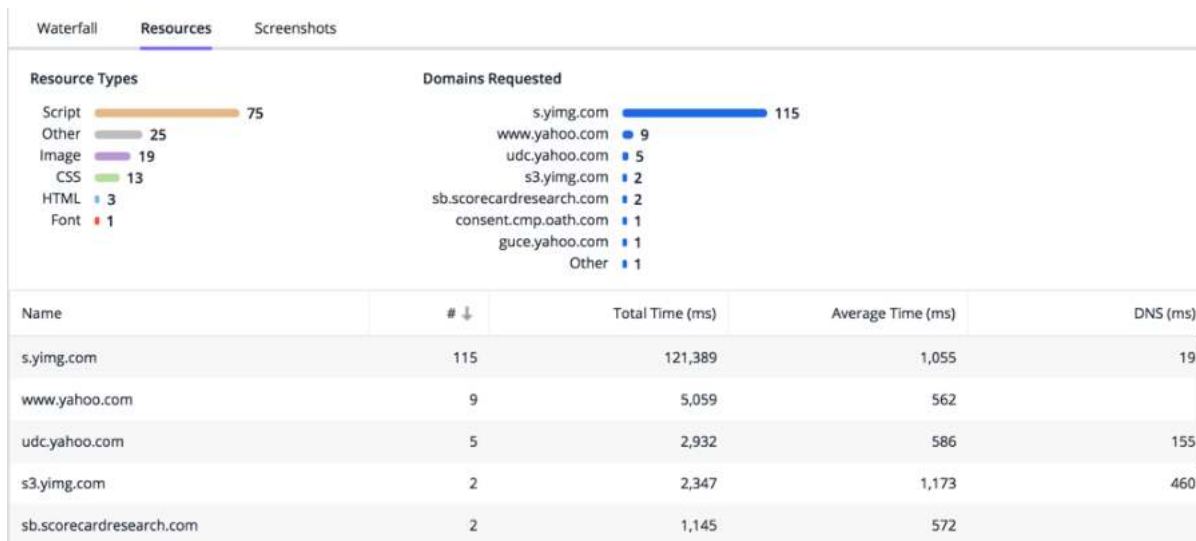 Waterfall Resources Screenshots
Resource Types
Script 75
Other 25
Image 19
CSS 13
HTML 3
Font 1
Domains Requested
s.yimg.com 115
www.yahoo.com 9
udc.yahoo.com 5
s3.yimg.com 2
sb.scorecardresearch.com 2
consent.cmp.oath.com 1
guce.yahoo.com 1
Other 1
Name # Total Time (ms) Average Time (ms) DNS (ms)
s.yimg.com 115 121,389 1,055 19
www.yahoo.com 9 5,059 562
udc.yahoo.com 5 2,932 586 155
s3.yimg.com 2 2,347 1,173 460
sb.scorecardresearch.com 2 1,145 572